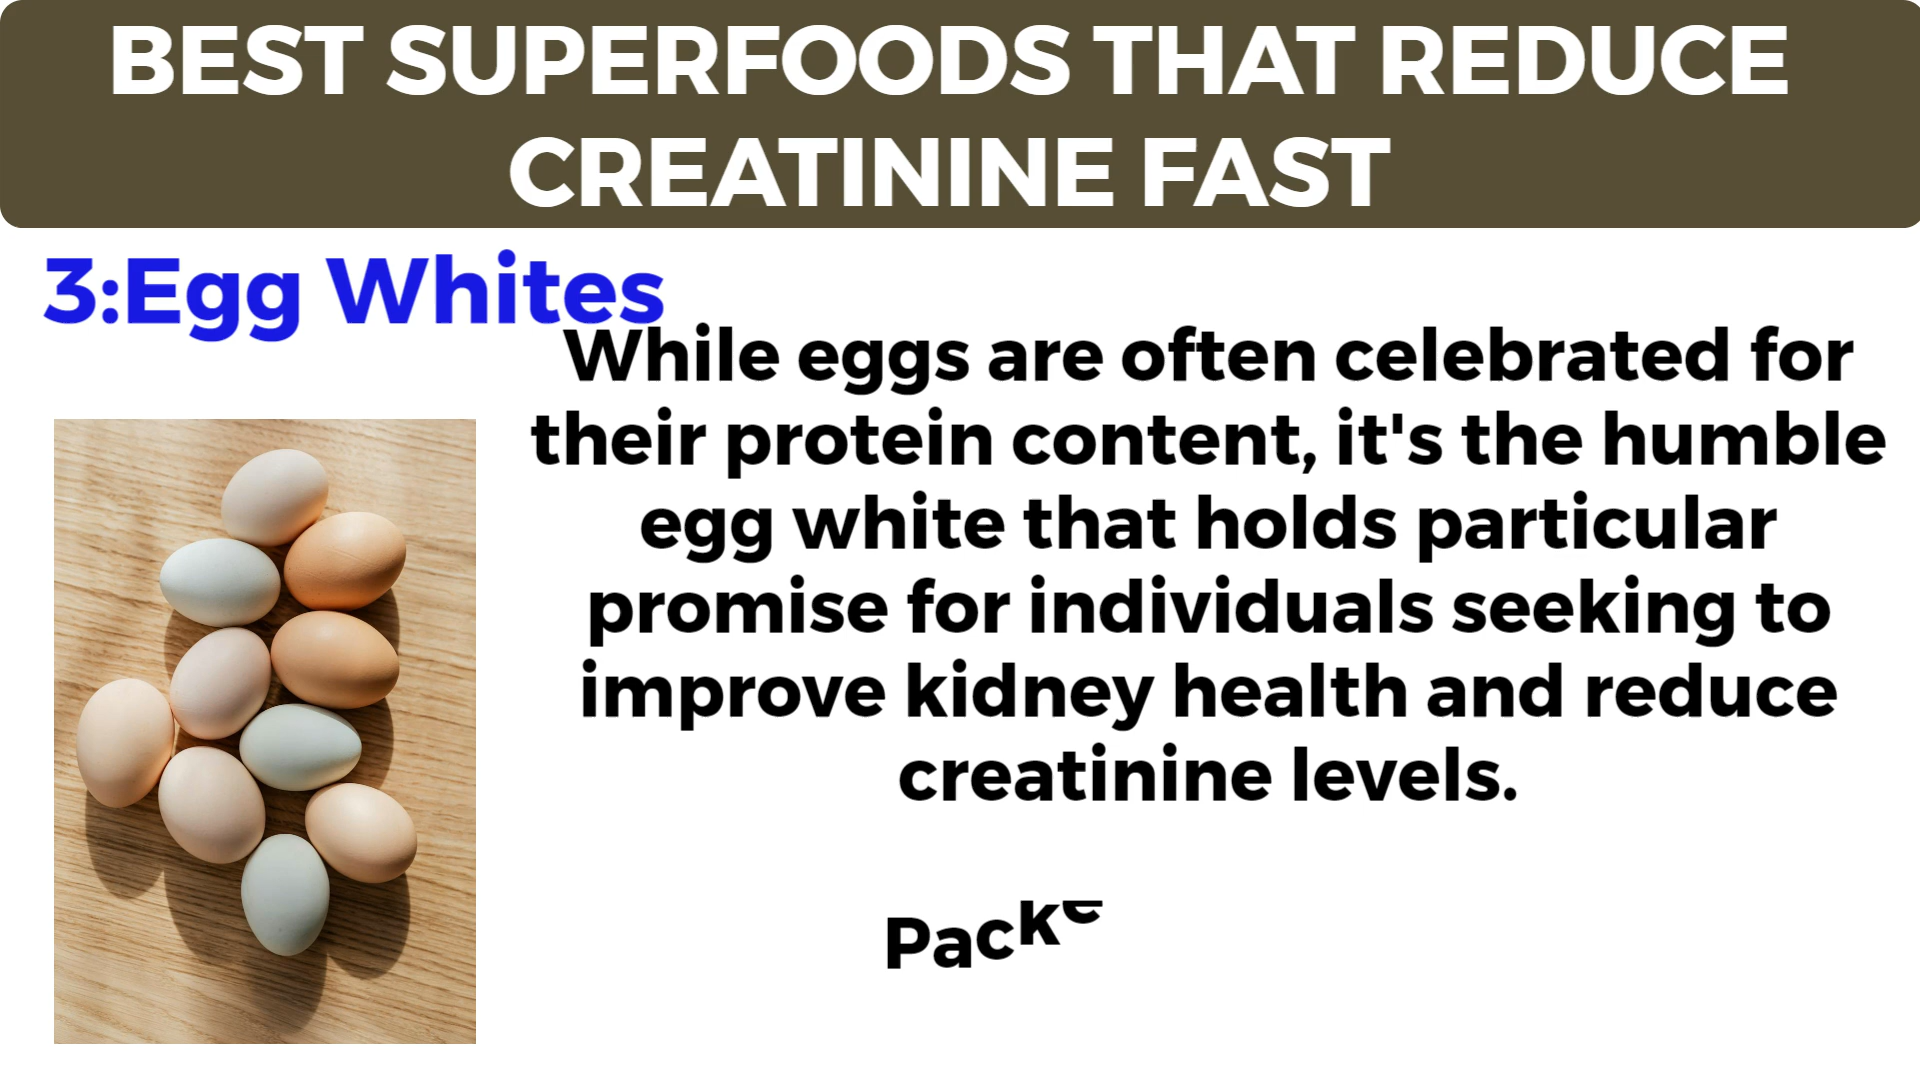 BEST SUPERFOODS THAT REDUCE
CREATININE FAST
3:Egg Whites
While eggs are often celebrated for
their protein content, it's the humble
egg white that holds particular
promise for individuals seeking to
improve kidney health and reduce
creatinine levels.
Packe